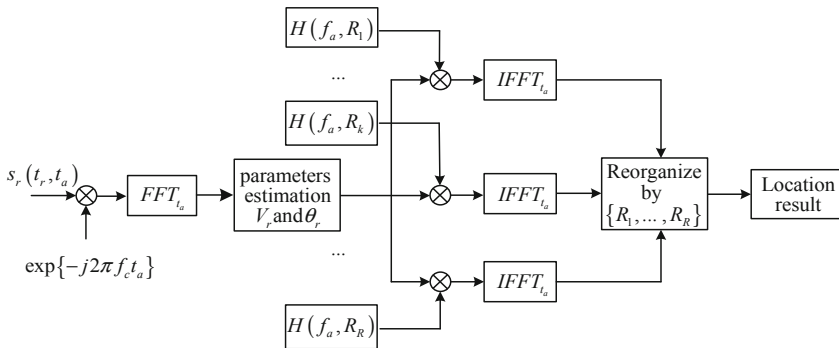 H(f_a, R_1)
...
IFFT_{t_a}
H(f_a, R_k)
s_r(t_r, t_a)
FFT_{t_a}
parameters
estimation
V_r and θ_r
IFFT_{t_a}
Reorganize
by
{R_1, ..., R_R}
Location
result
exp{-j2πf_c t_a}
...
IFFT_{t_a}
H(f_a, R_R)